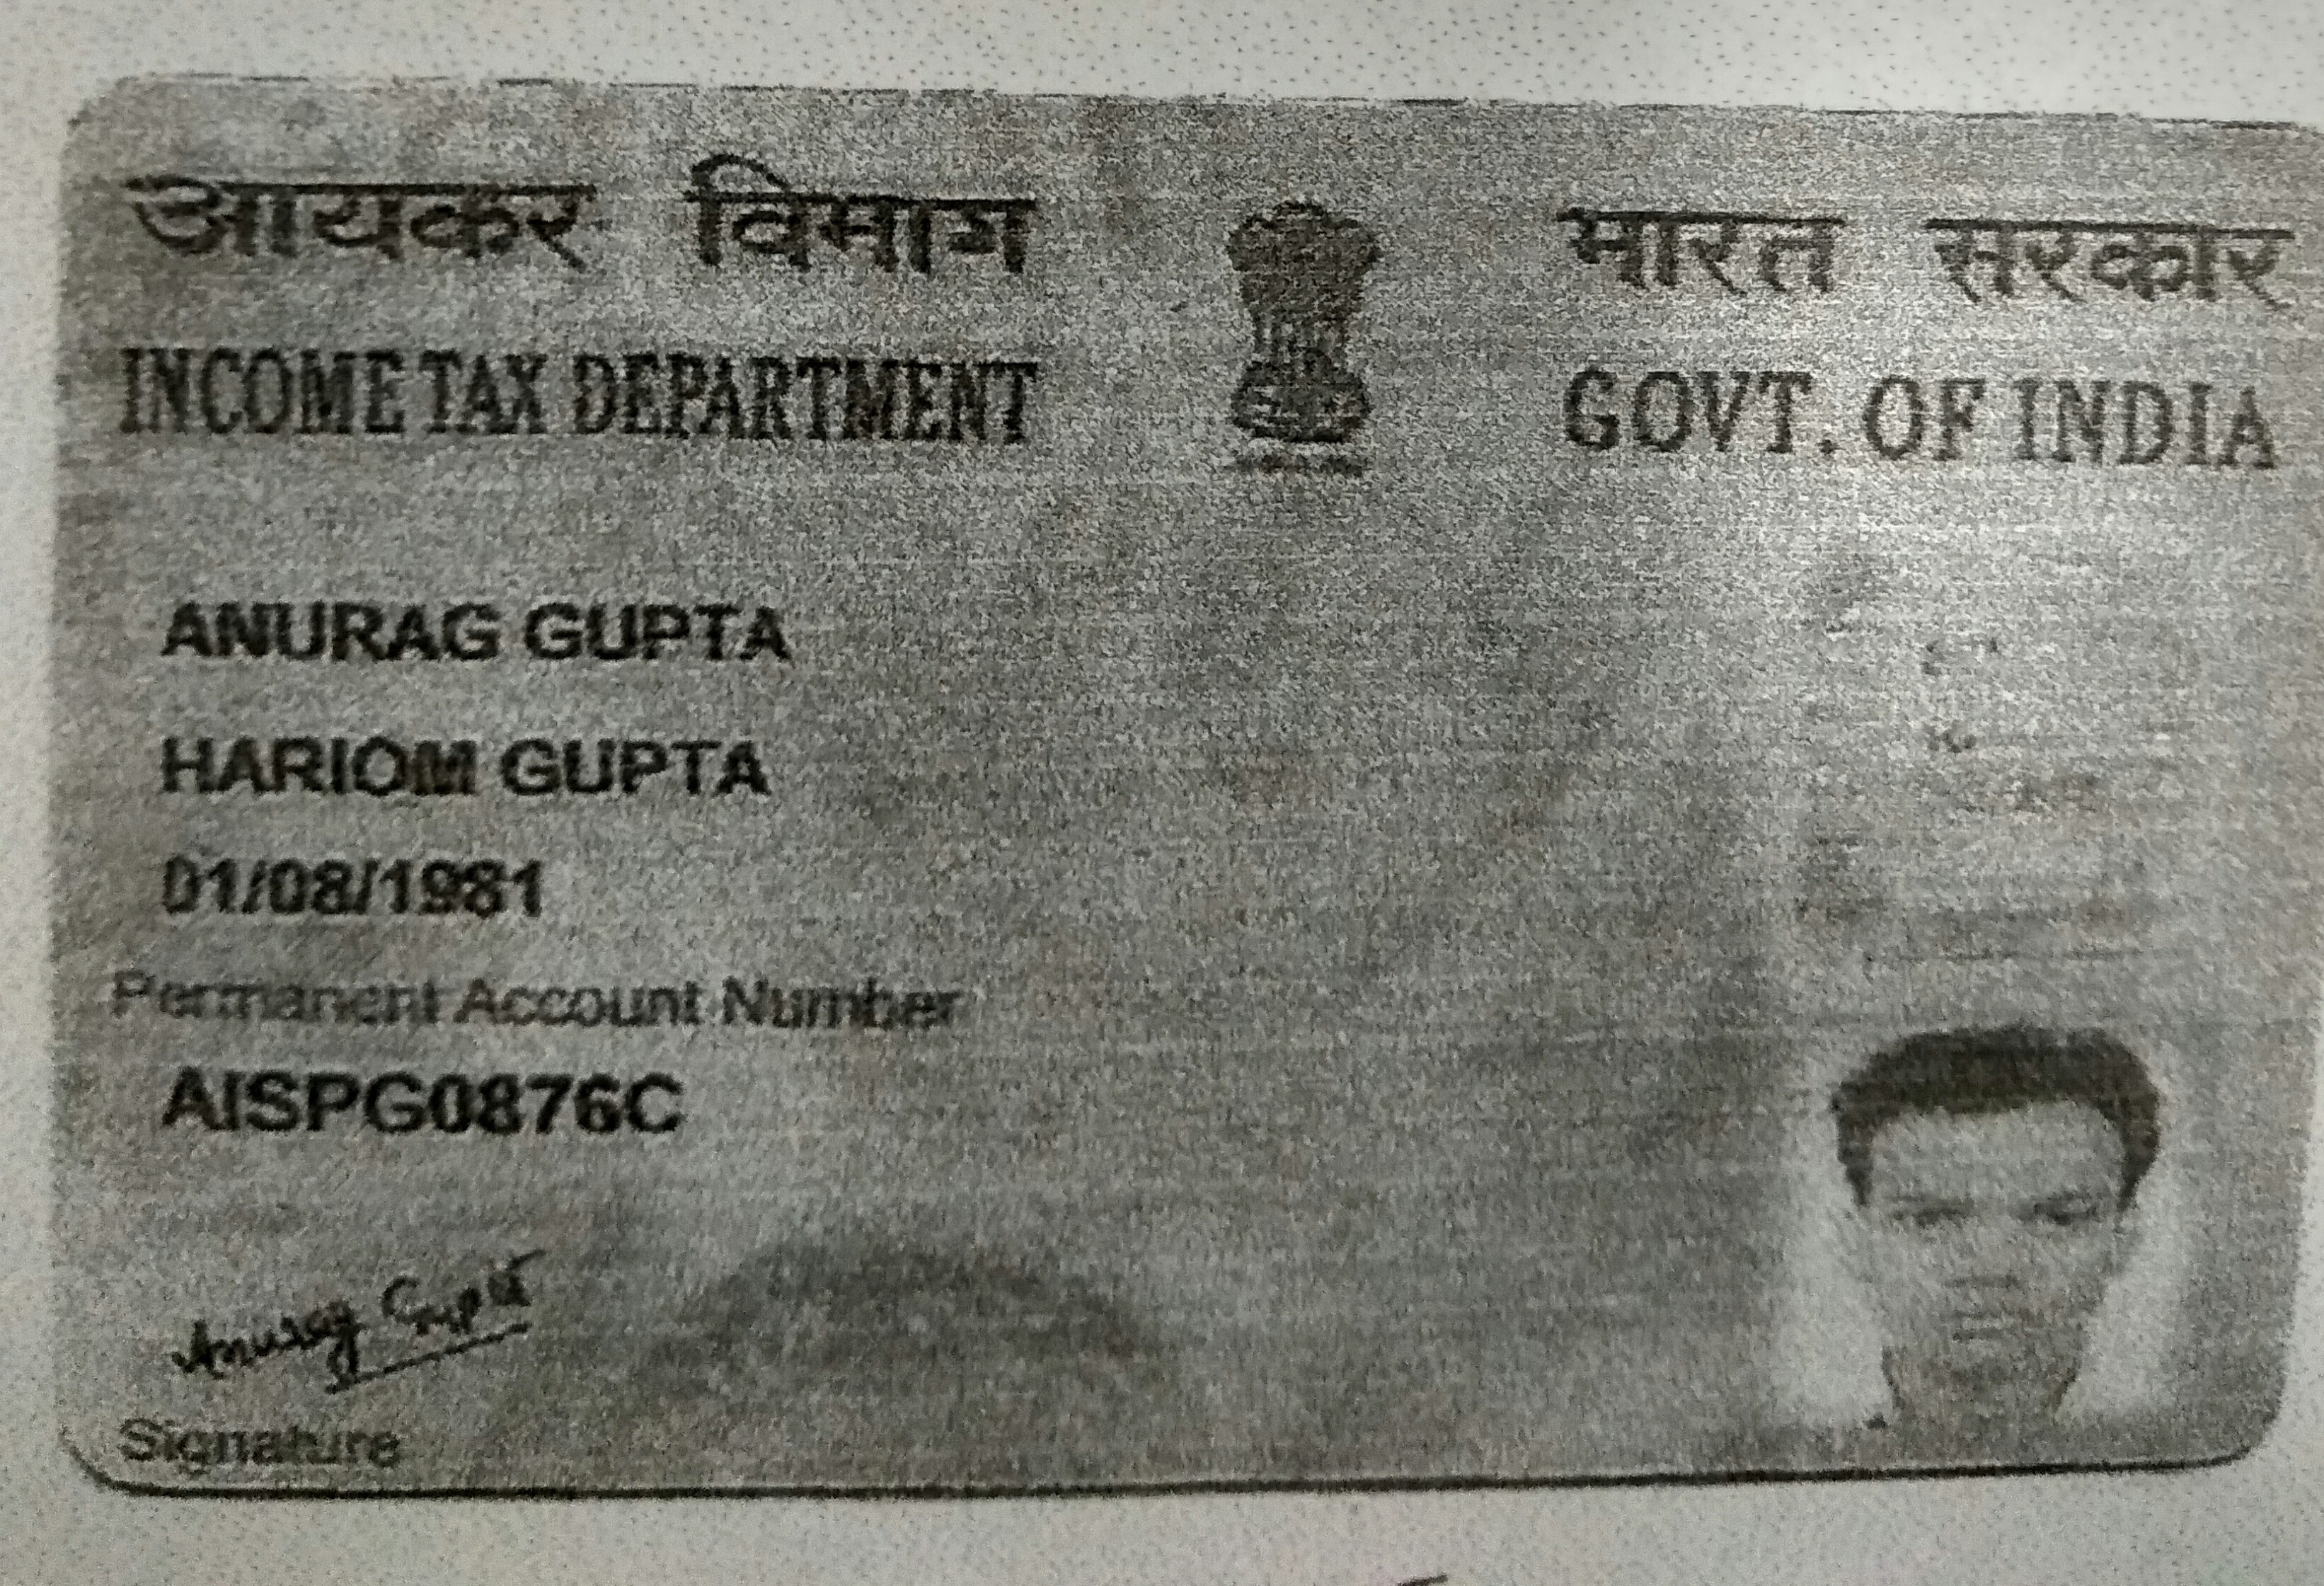 आयकर विभाग
INCOME TAX DEPARTMENT
भारत सरकार
GOVT. OF INDIA
ANURAG GUPTA
HARIOM GUPTA
01/08/1981
Permanent Account Number
AISPG0876C
Anurag Gupta
Signature